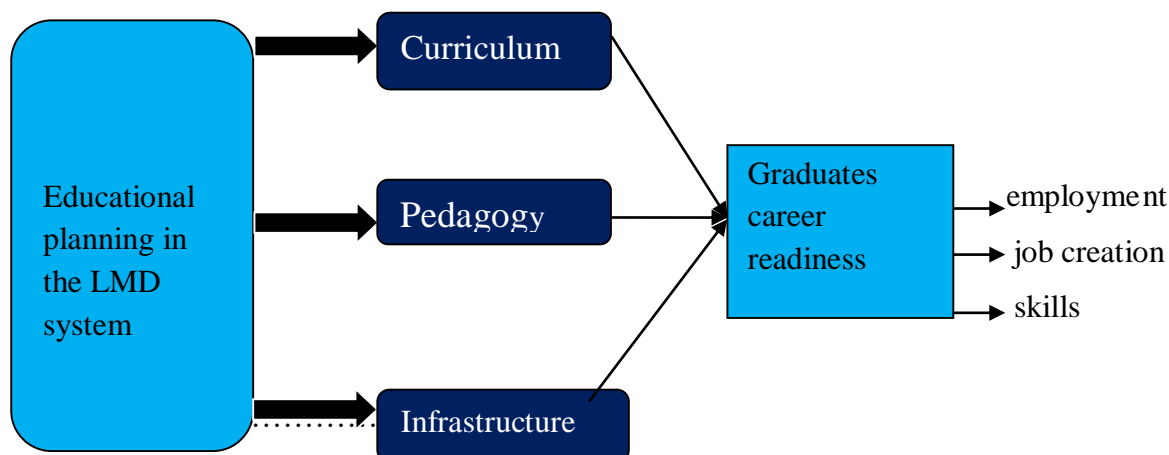 Educational
planning in
the LMD
system
Curriculum
Pedagogy
Infrastructure
Graduates
career
readiness
employment
job creation
skills